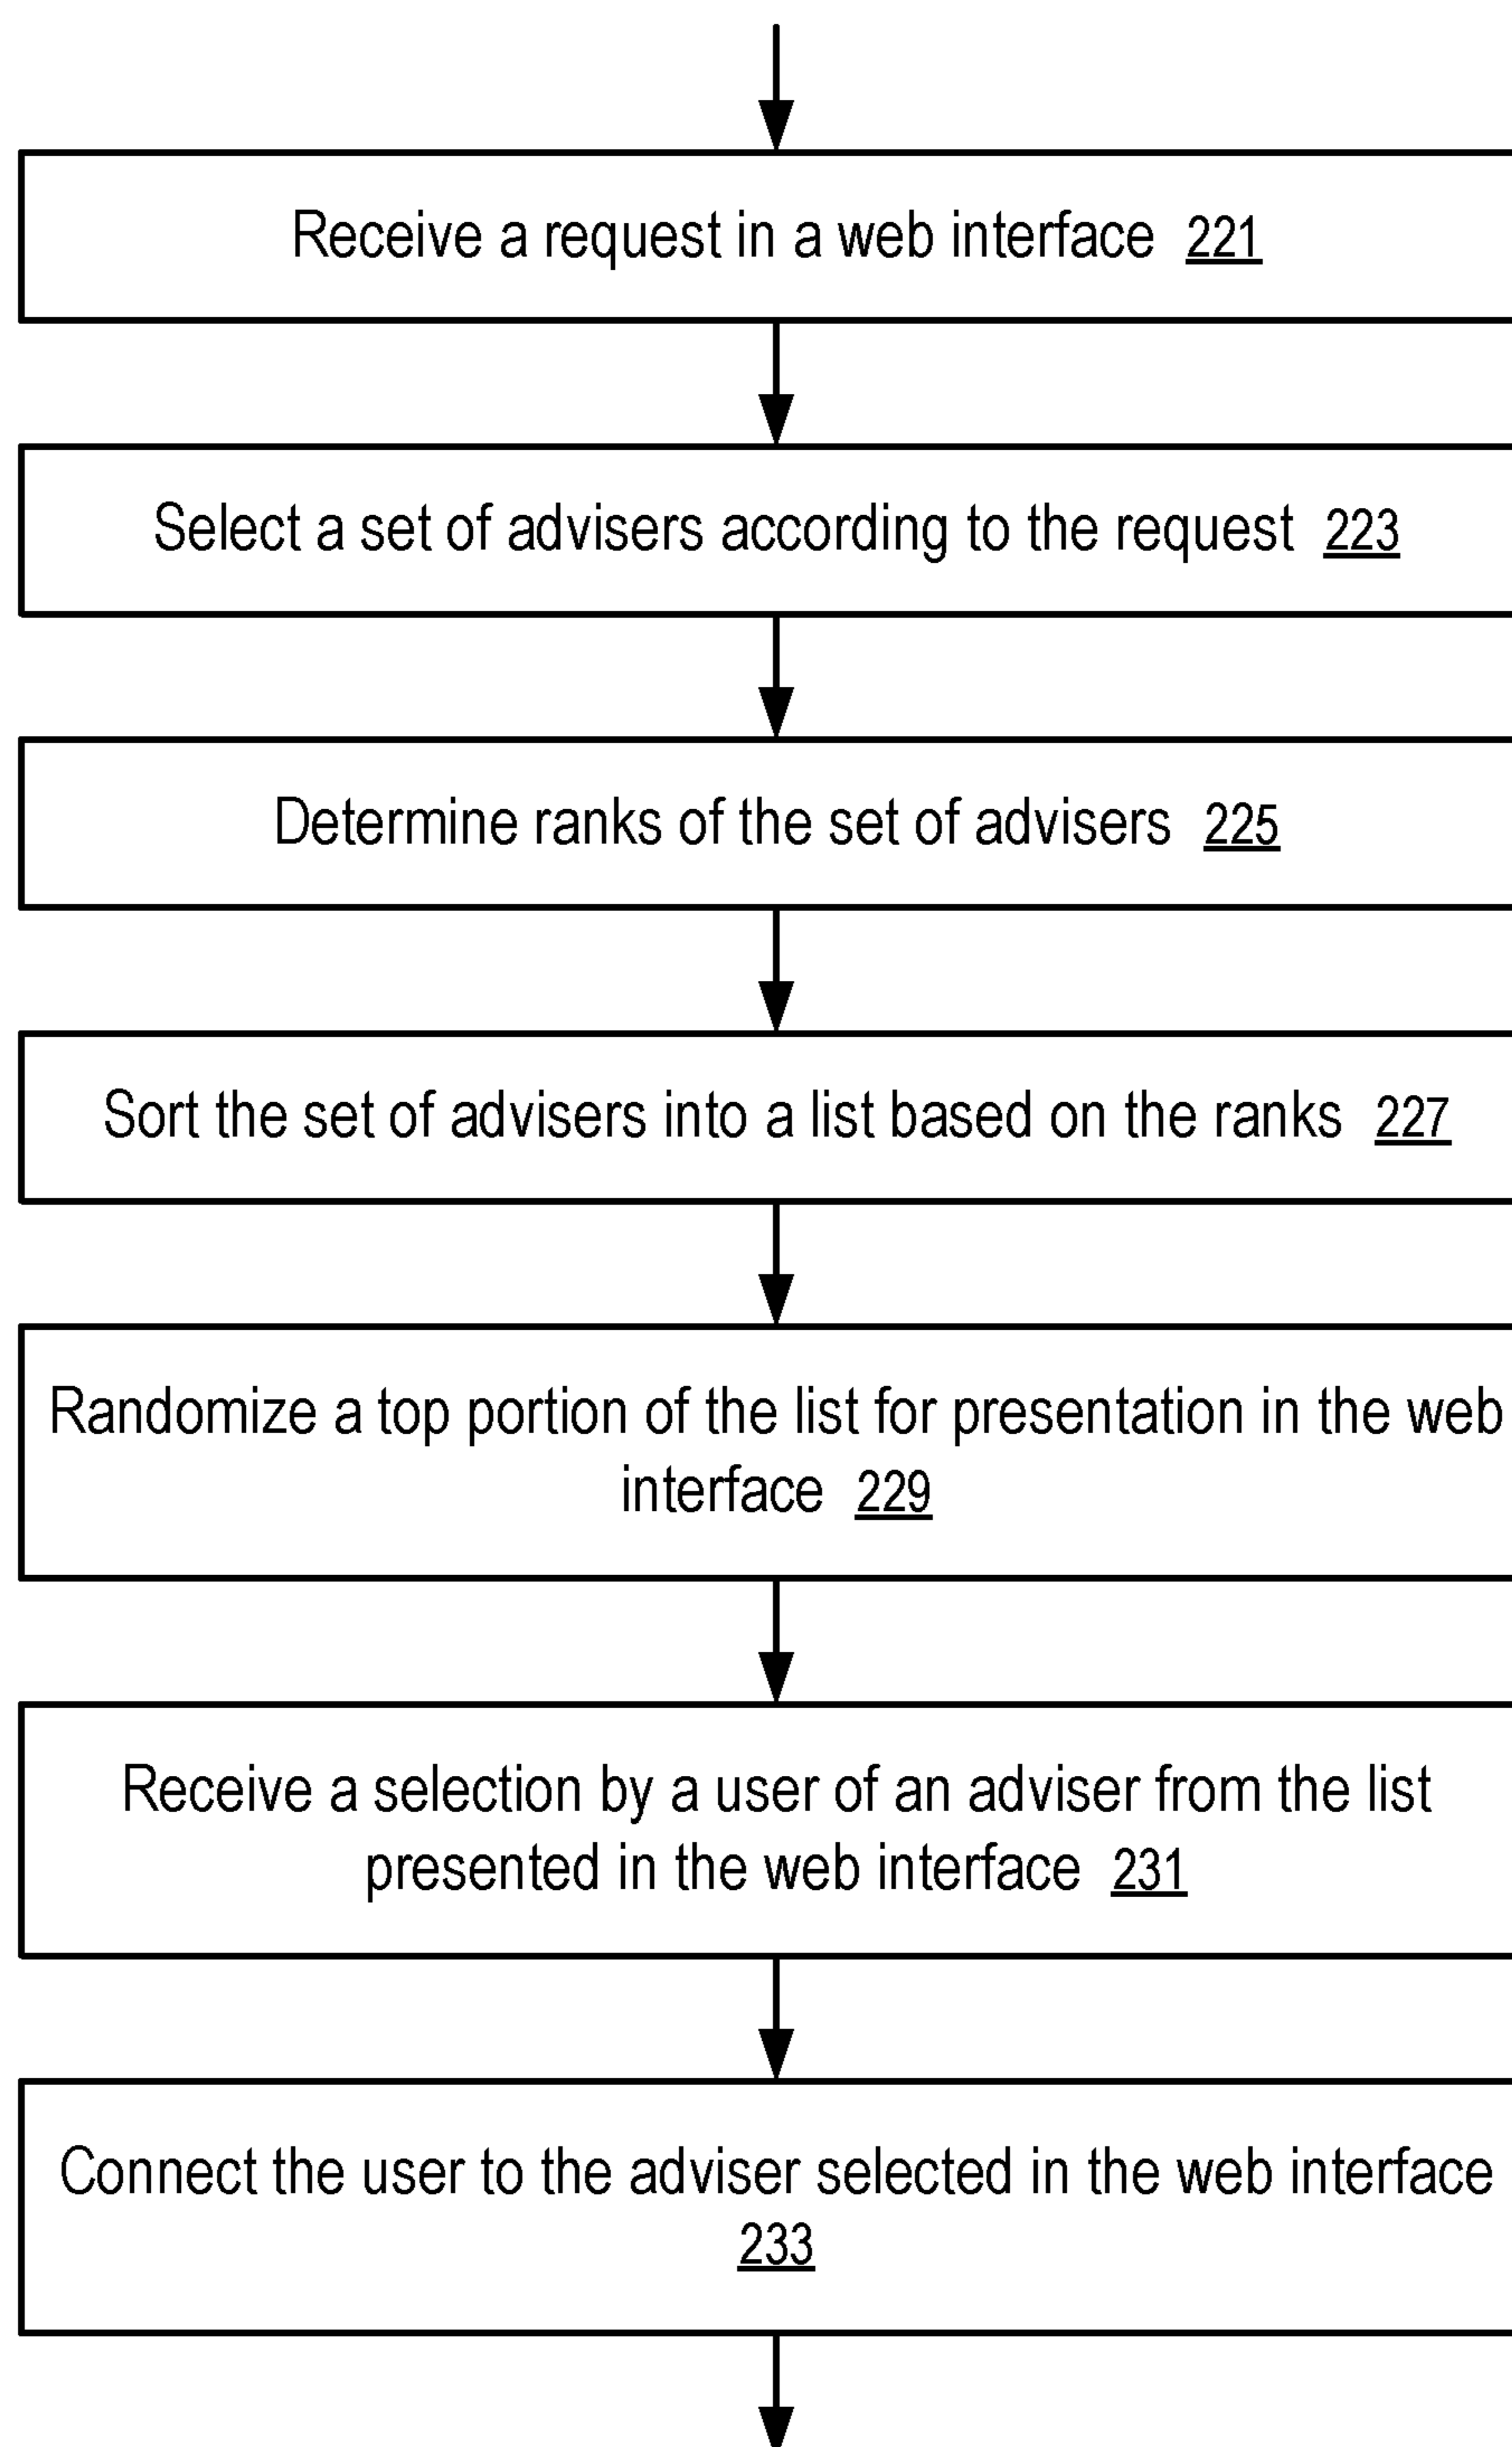 Receive a request in a web interface 221
Select a set of advisers according to the request 223
Determine ranks of the set of advisers 225
Sort the set of advisers into a list based on the ranks 227
Randomize a top portion of the list for presentation in the web
interface 229
Receive a selection by a user of an adviser from the list
presented in the web interface 231
Connect the user to the adviser selected in the web interface
233